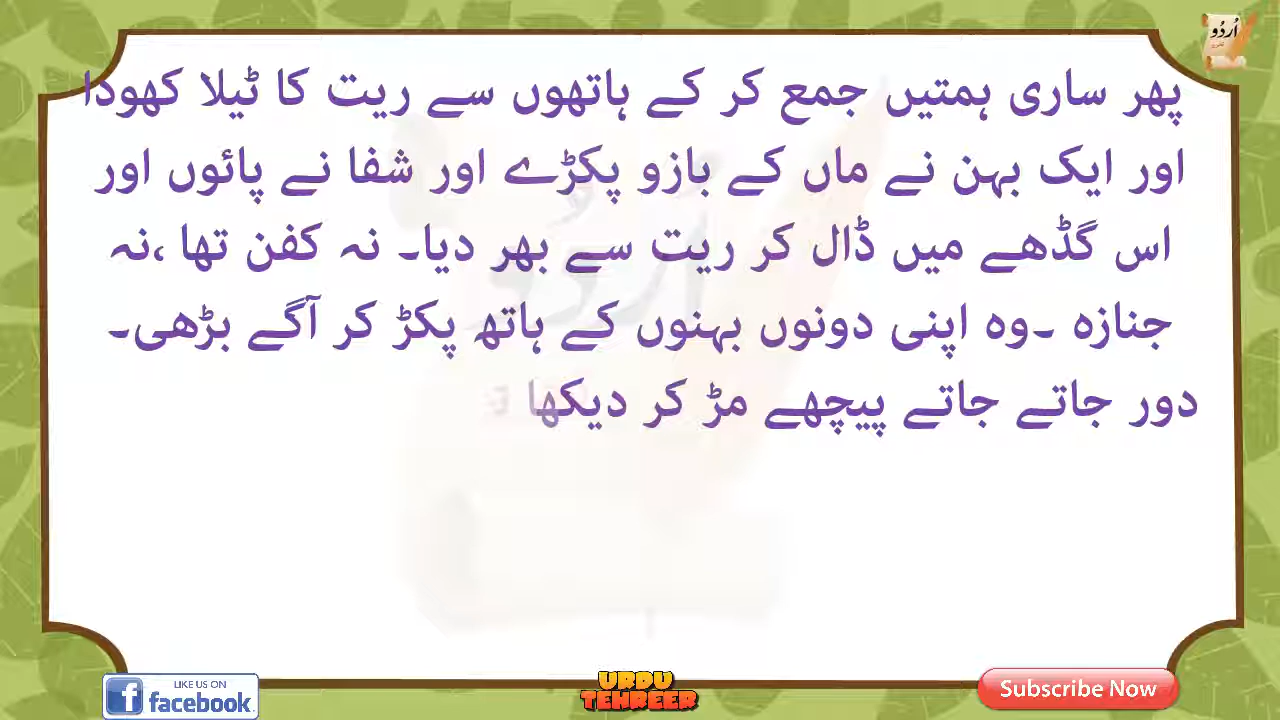 پھر ساری ہمتیں جمع کر کے ہاتھوں سے ریت کا ٹیلا کھودا
اور ایک بہن نے ماں کے بازو پکڑے اور شفا نے پائوں اور
اس گڈھے میں ڈال کر ریت سے بھر دیا۔ نہ کفن تھا ،نہ
جنازہ ۔وہ اپنی دونوں بہنوں کے ہاتھ پکڑ کر آگے بڑھی۔
دور جاتے جاتے پیچھے مڑ کر دیکھا
اُردُو
LIKE US ON
facebook.
URDU
TEHREER
Subscribe Now